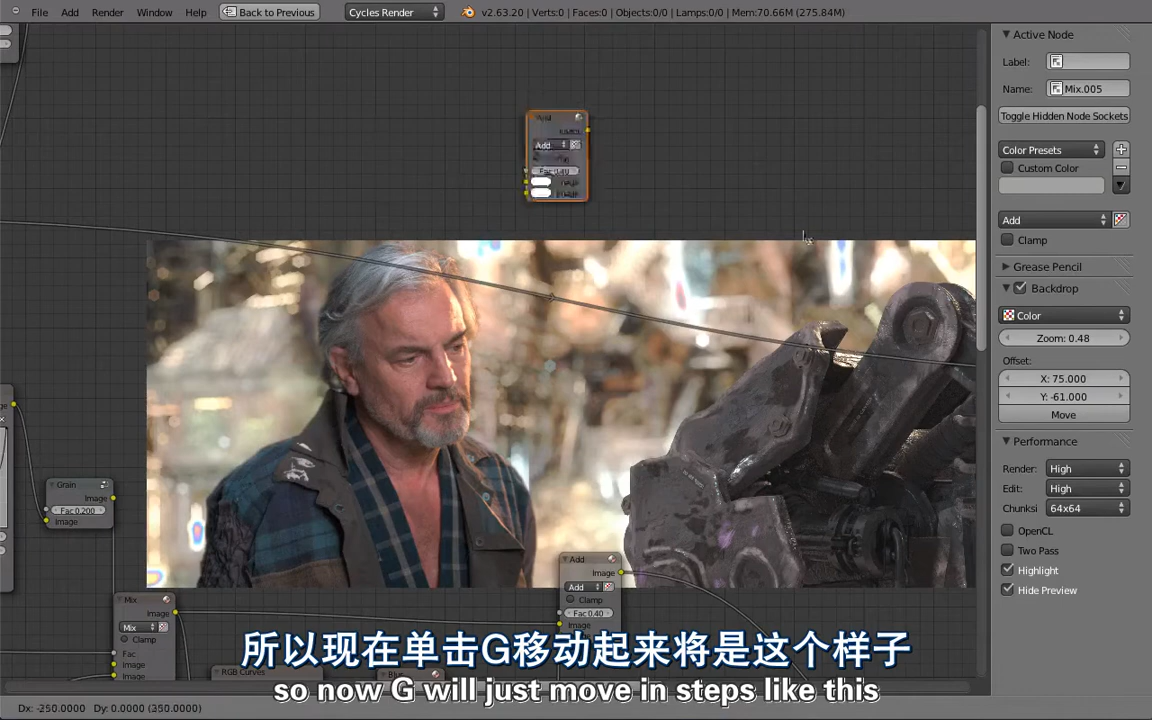 File Add Render Window Help Back to Previous Cycles Render v2.63.20 | Verts:0 | Faces:0 | Objects:0/0 | Lamps:0/0 | Mem:70.66M (275.84M)
Active Node
Label:
Name: Mix.005
Toggle Hidden Node Sockets
Color Presets
Custom Color
Add
Clamp
Grease Pencil
Backdrop
Color
Zoom: 0.48
Offset:
X: 75.000
Y: -61.000
Move
Performance
Render: High
Edit: High
Chunksi 64x64
OpenCL
Two Pass
Highlight
Hide Preview
Add
Grain
Image
Fac 0.200
Image
Add
Image
Add
Clamp
Fac 0.40
Image
Mix
Image
Mix
Clamp
Fac
Image
Image
RGB Curves
所以现在单击G移动起来将是这个样子
so now G will just move in steps like this
Dx: -250.0000 Dy: 0.0000 (350.0000)